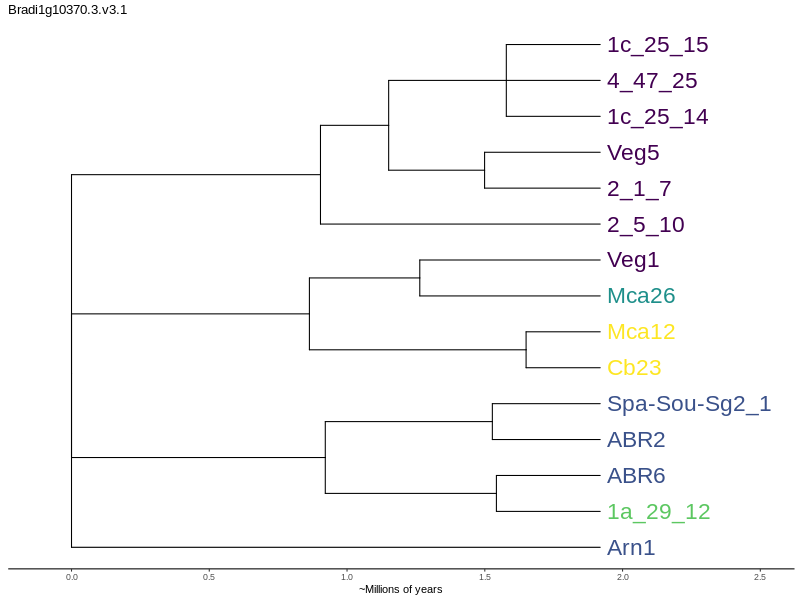 Bradi1g10370.3.v3.1
1c_25_15
4_47_25
1c_25_14
Veg5
2_1_7
2_5_10
Veg1
Mca26
Mca12
Cb23
Spa-Sou-Sg2_1
ABR2
ABR6
1a_29_12
Arn1
0.0 0.5 1.0 1.5 2.0 2.5
~Millions of years